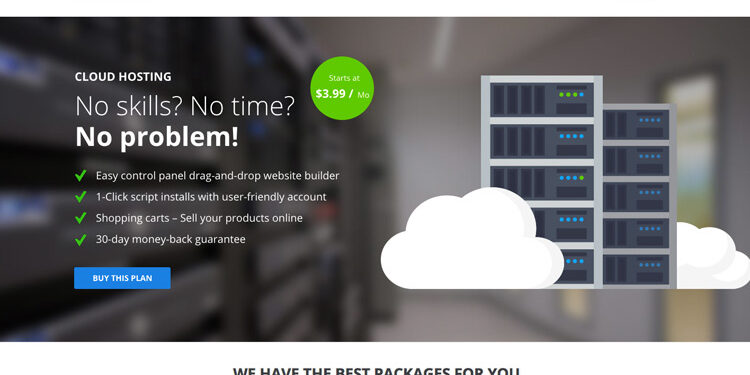 CLOUD HOSTING
Starts at
$3.99 / Mo
No skills? No time?
No problem!
Easy control panel drag-and-drop website builder
1-Click script installs with user-friendly account
Shopping carts – Sell your products online
30-day money-back guarantee
BUY THIS PLAN
WE HAVE THE BEST PACKAGES FOR YOU